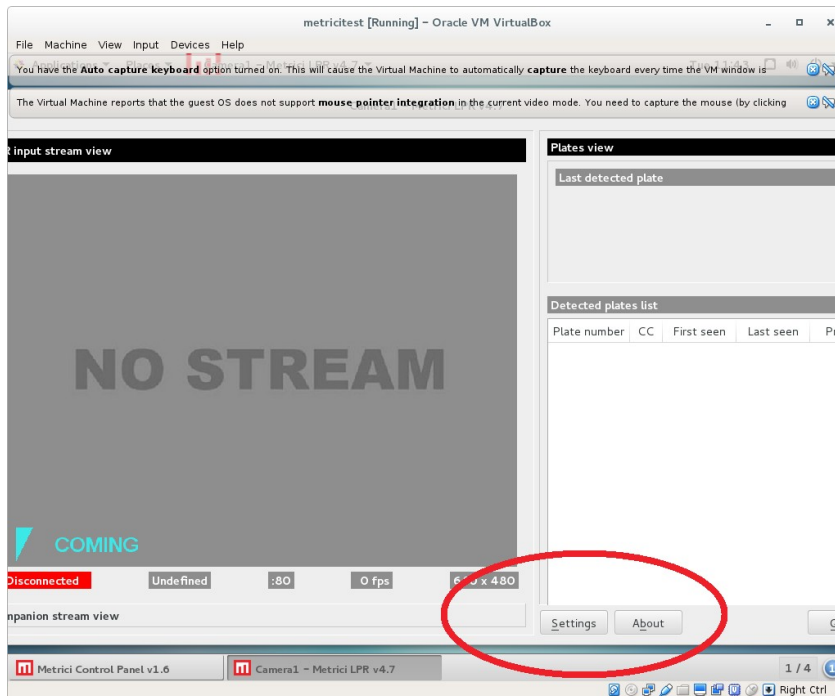 metricitest [Running] – Oracle VM VirtualBox
File Machine View Input Devices Help
You have the Auto capture keyboard option turned on. This will cause the Virtual Machine to automatically capture the keyboard every time the VM window is
The Virtual Machine reports that the guest OS does not support mouse pointer integration in the current video mode. You need to capture the mouse (by clicking
input stream view
Plates view
Last detected plate
Detected plates list
Plate number CC First seen Last seen
NO STREAM
COMING
Disconnected Undefined :80 0 fps 640 x 480
mpanion stream view
Settings About
Metrici Control Panel v1.6 Camera1 – Metrici LPR v4.7 1 / 4
Right Ctrl